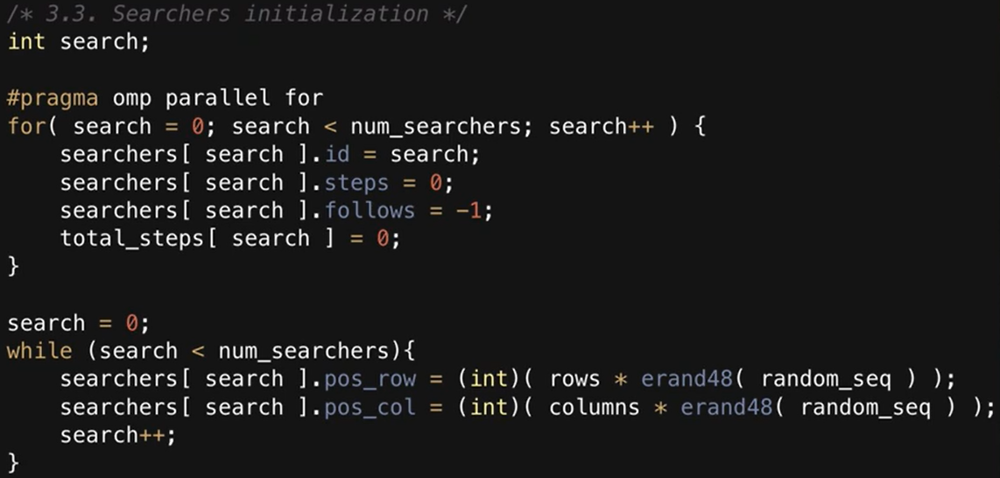 /* 3.3. Searchers initialization */
int search;

#pragma omp parallel for
for( search = 0; search < num_searchers; search++ ) {
    searchers[ search ].id = search;
    searchers[ search ].steps = 0;
    searchers[ search ].follows = -1;
    total_steps[ search ] = 0;
}

search = 0;
while (search < num_searchers){
    searchers[ search ].pos_row = (int)( rows * erand48( random_seq ) );
    searchers[ search ].pos_col = (int)( columns * erand48( random_seq ) );
    search++;
}